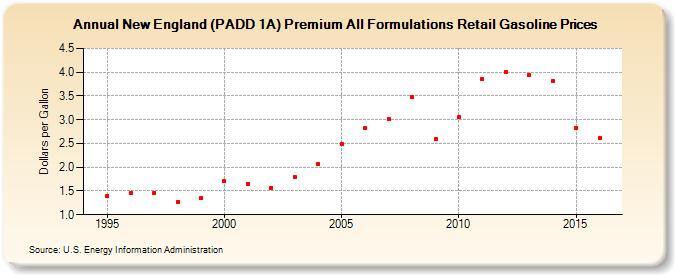 Annual New England (PADD 1A) Premium All Formulations Retail Gasoline Prices
Dollars per Gallon
4.5
4.0
3.5
3.0
2.5
2.0
1.5
1.0
1995 2000 2005 2010 2015
Source: U.S. Energy Information Administration